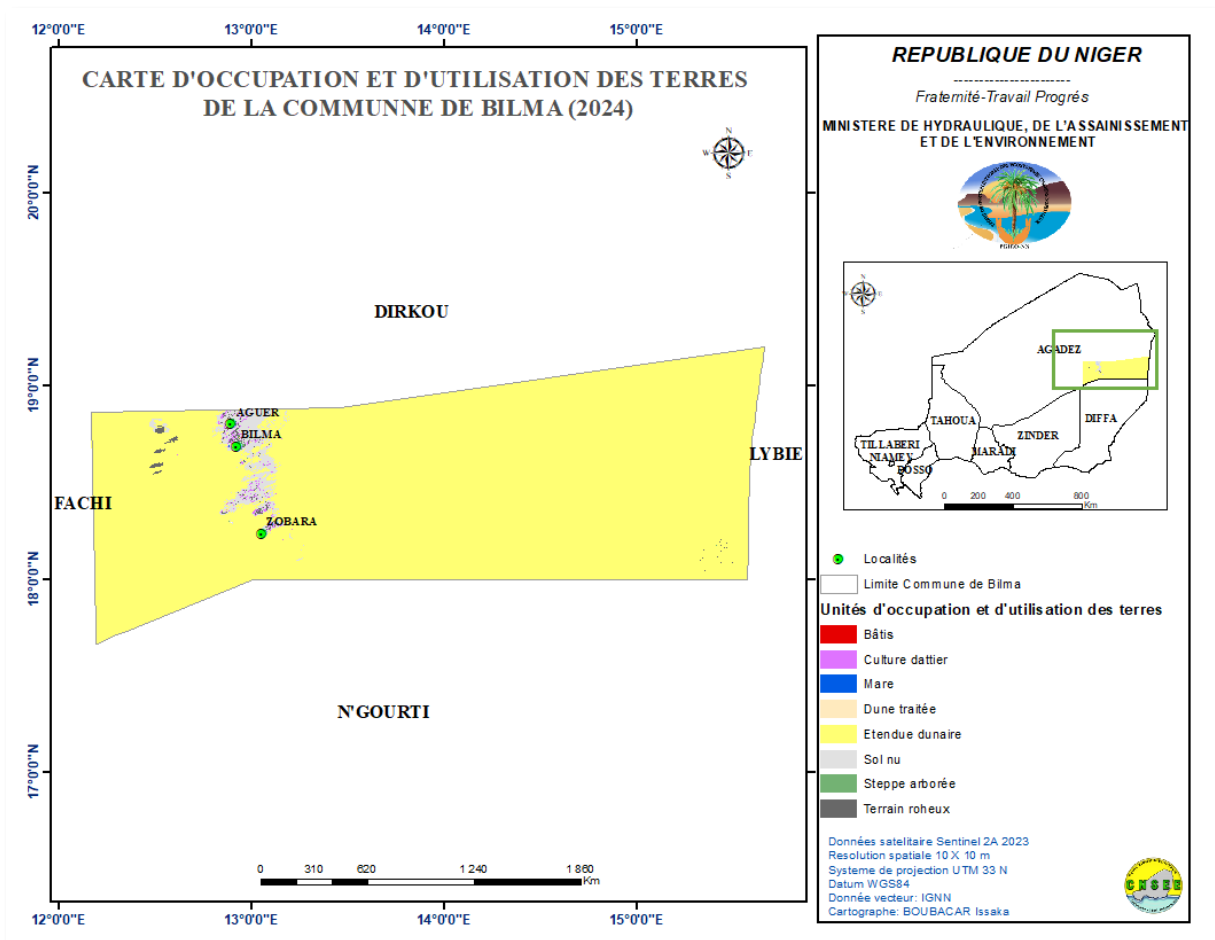 12°0'0"E 13°0'0"E 14°0'0"E 15°0'0"E
CARTE D'OCCUPATION ET D'UTILISATION DES TERRES
DE LA COMMUNNE DE BILMA (2024)
N
W E
S
20°0'0"N
19°0'0"N
18°0'0"N
17°0'0"N
DIRKOU
AGUER
BILMA
LYBIE
FACHI
ZOBARA
N'GOURTI
0 310 620 1 240 1 860
Km
12°0'0"E 13°0'0"E 14°0'0"E 15°0'0"E
REPUBLIQUE DU NIGER
-----------------------
Fraternité-Travail Progrés
MINISTERE DE HYDRAULIQUE, DE L'ASSAINISSEMENT
ET DE L'ENVIRONNEMENT
N
W E
S
AGADEZ
TAHOUA
DIFFA
ZINDER
TILLABERI
MARADI
NIAMEY
DOSSO
0 200 400 800
Km
Localités
Limite Commune de Bilma
Unités d'occupation et d'utilisation des terres
Bâtis
Culture dattier
Mare
Dune traitée
Etendue dunaire
Sol nu
Steppe arborée
Terrain roheux
Données satelitaire Sentinel 2A 2023
Resolution spatiale 10 X 10 m
Systeme de projection UTM 33 N
Datum WGS84
Donnée vecteur: IGNN
Cartographe: BOUBACAR Issaka
CNSEE